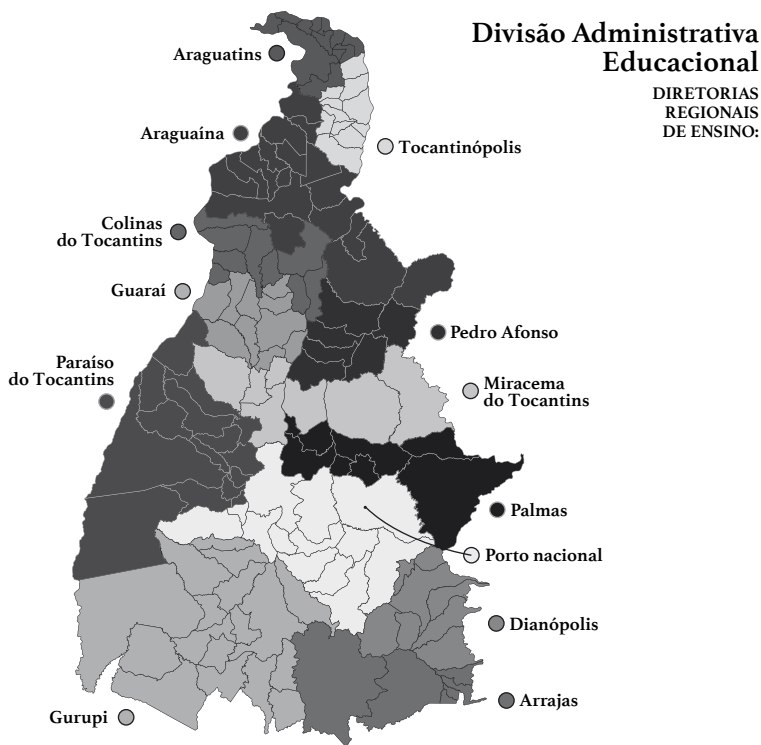 Divisão Administrativa
Educacional
DIRETORIAS
REGIONAIS
DE ENSINO:
Araguatins
Araguaína
Tocantinópolis
Colinas
do Tocantins
Guaraí
Pedro Afonso
Paraíso
do Tocantins
Miracema
do Tocantins
Palmas
Porto nacional
Dianópolis
Arrajas
Gurupi